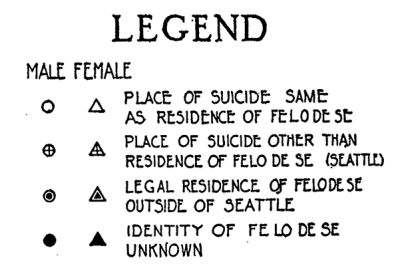 LEGEND
MALE FEMALE
PLACE OF SUICIDE SAME
AS RESIDENCE OF FELO DE SE
PLACE OF SUICIDE OTHER THAN
RESIDENCE OF FELO DE SE (SEATTLE)
LEGAL RESIDENCE OF FELO DE SE
OUTSIDE OF SEATTLE
IDENTITY OF FELO DE SE
UNKNOWN